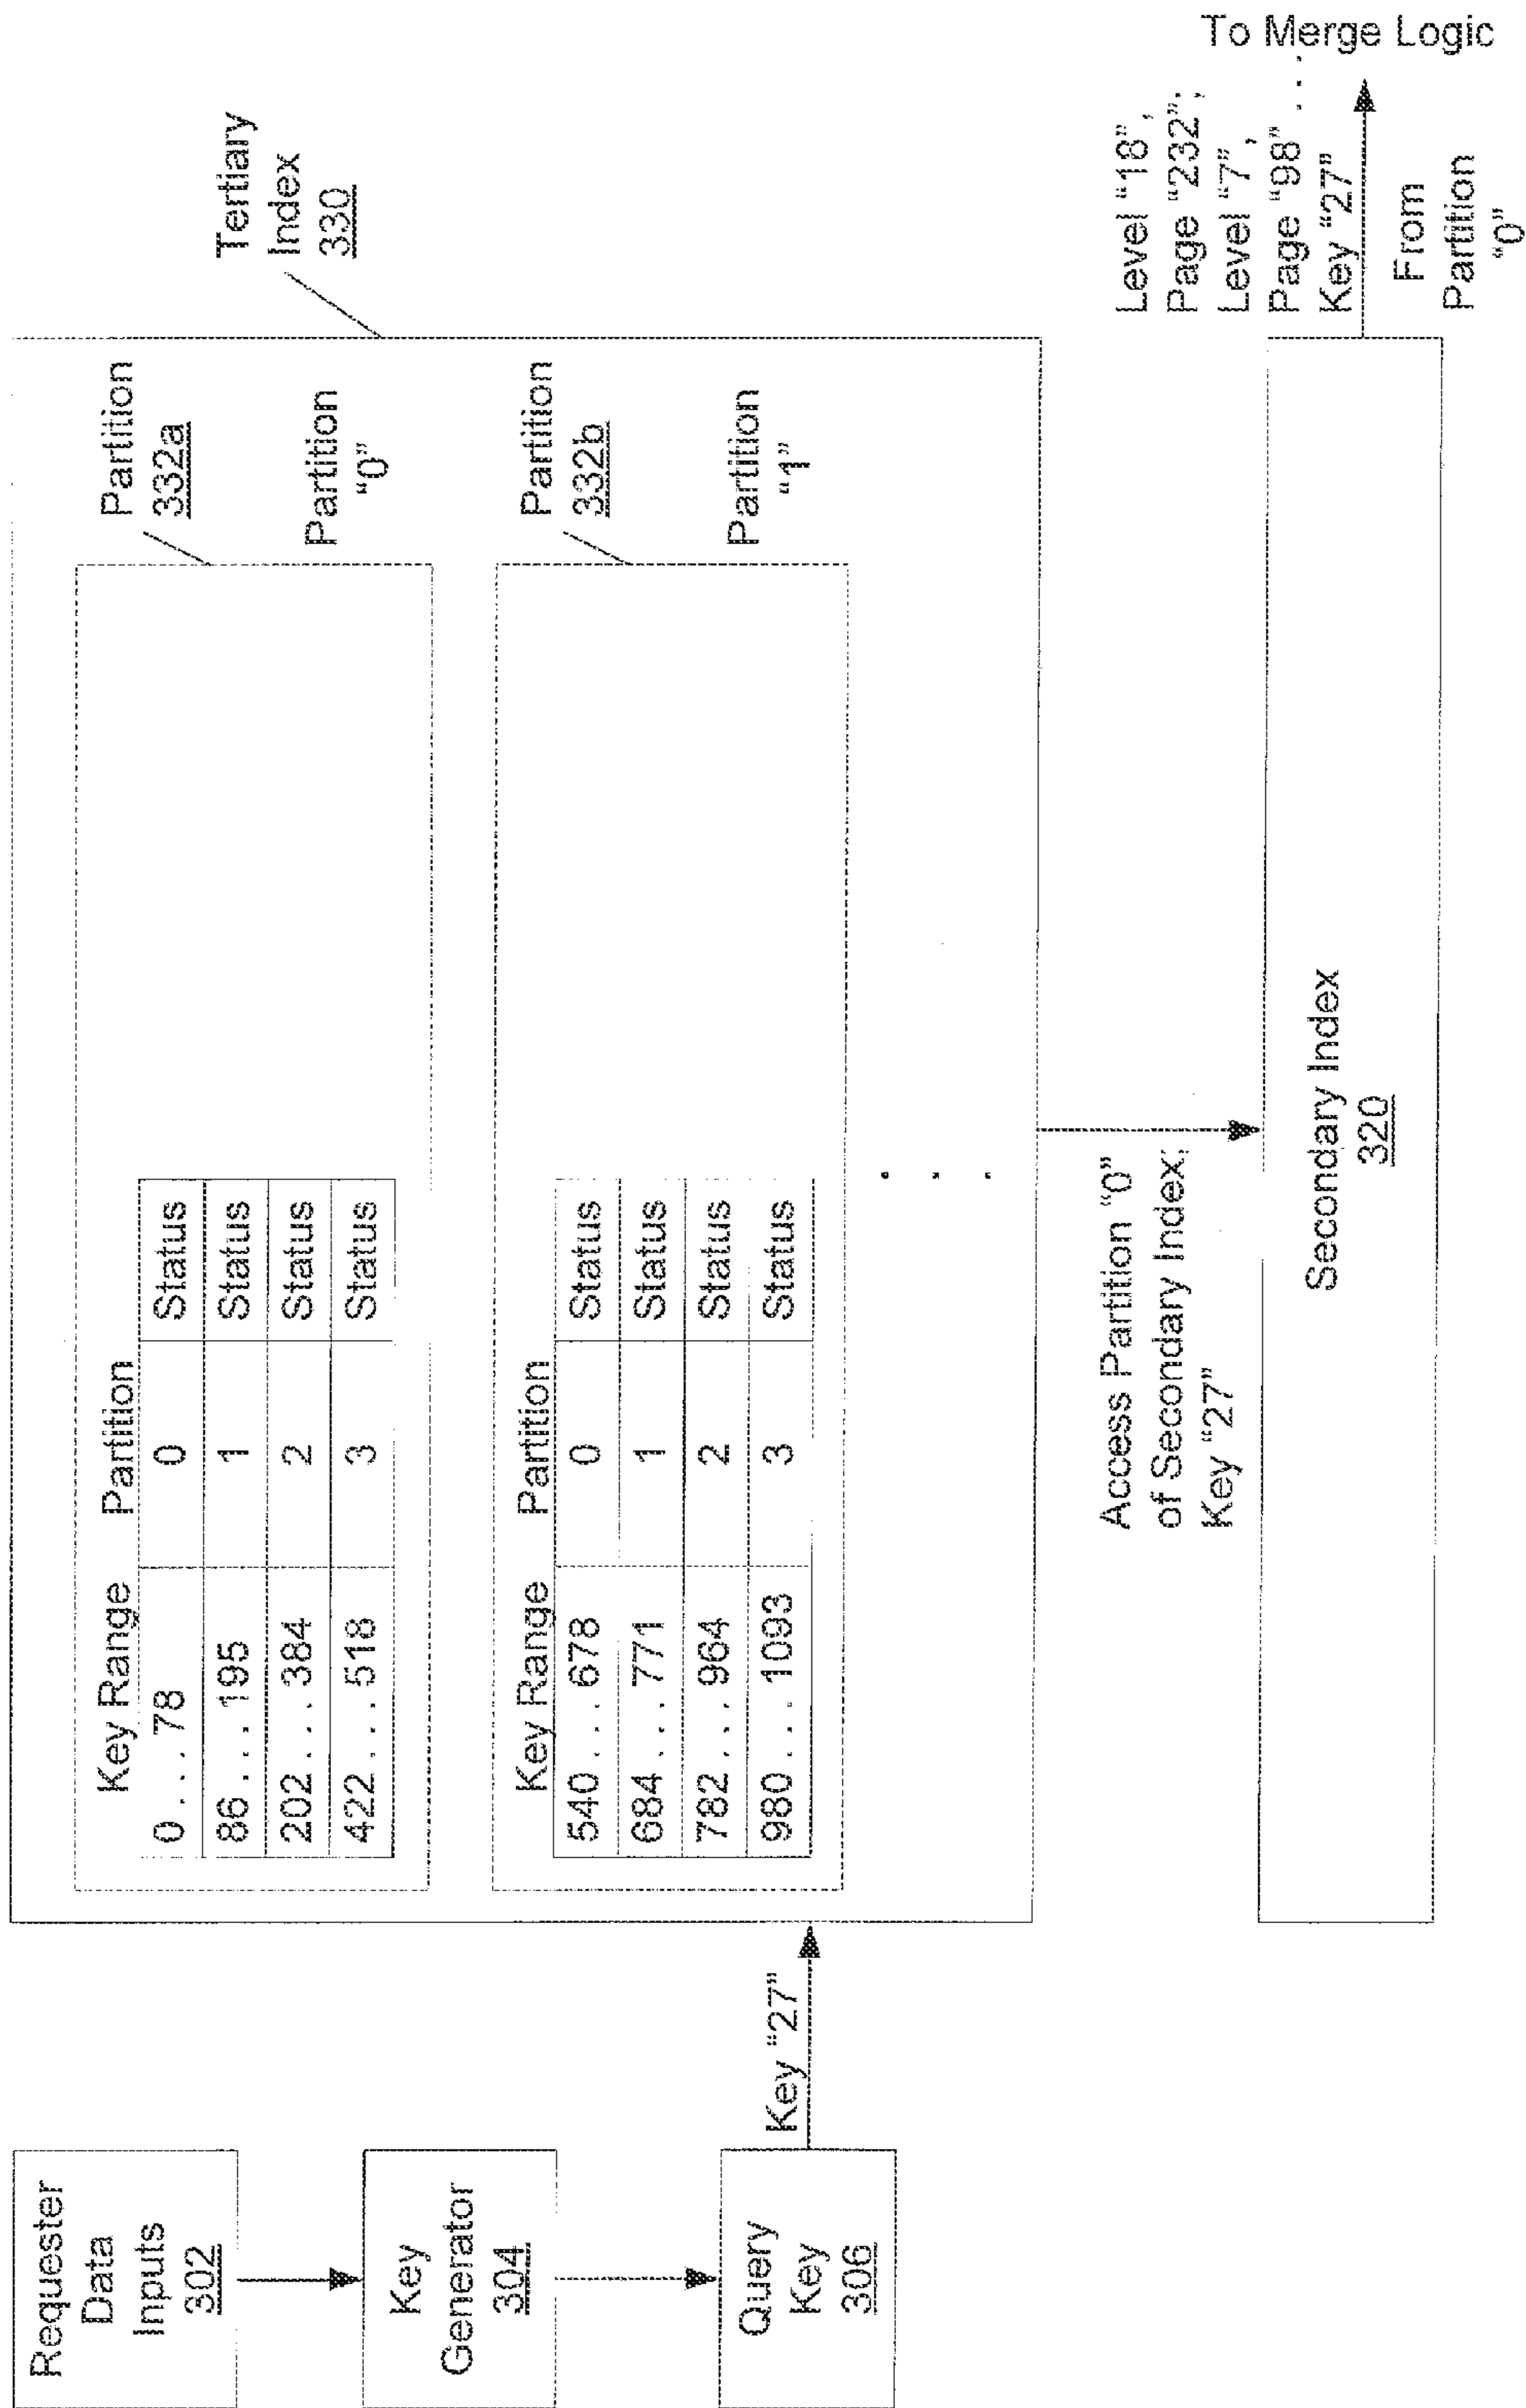 Requester
Data
Inputs
302
Key
Generator
304
Query
Key
306
Key "27"
Tertiary
Index
330
Partition
332a
Partition
"0"
Key Range Partition
0 . . . 78 0 Status
86 . . . 195 1 Status
202 . . . 384 2 Status
422 . . . 518 3 Status
Partition
332b
Partition
"1"
Key Range Partition
540 . . . 678 0 Status
684 . . . 771 1 Status
782 . . . 964 2 Status
980 . . . 1093 3 Status
. . .
Access Partition "0"
of Secondary Index;
Key "27"
Secondary Index
320
Level "18",
Page "232";
Level "7",
Page "98" . . .
Key "27"
From
Partition
"0"
To Merge Logic